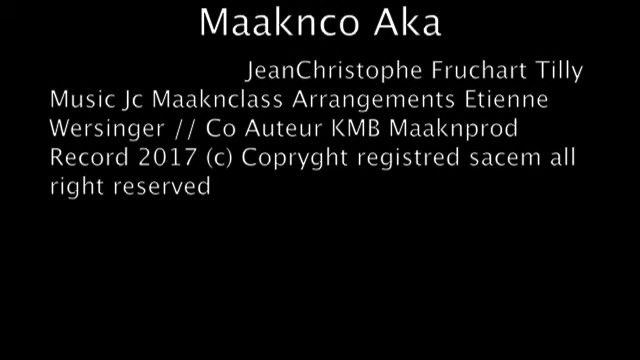 Maaknco Aka
JeanChristophe Fruchart Tilly
Music Jc Maaknclass Arrangements Etienne
Wersinger // Co Auteur KMB Maaknprod
Record 2017 (c) Copryght registred sacem all
right reserved